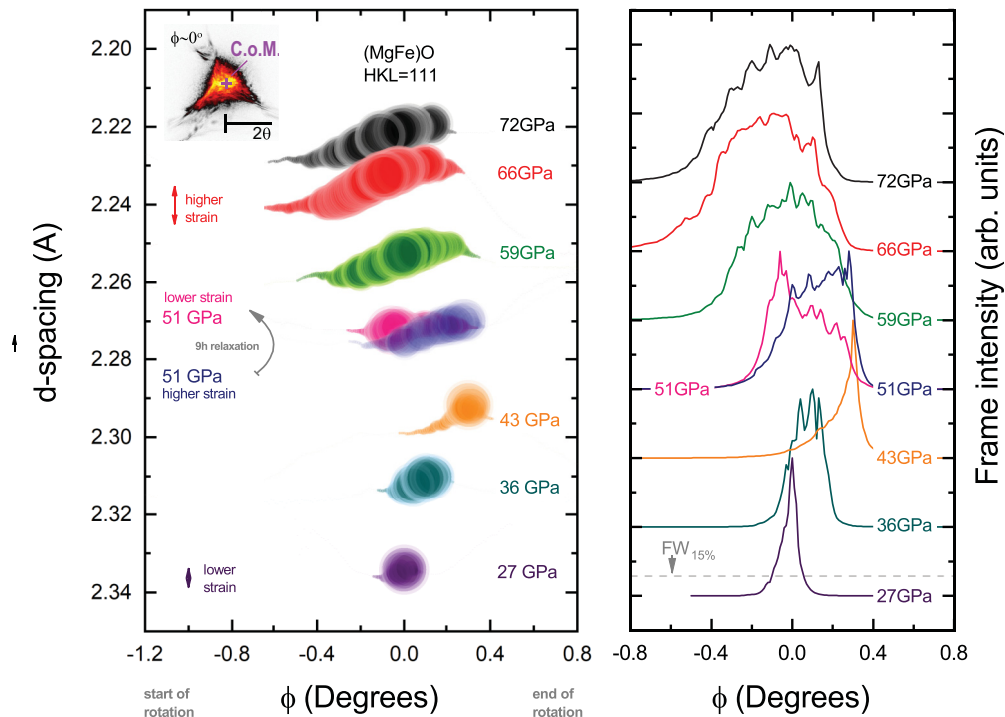 2.20
2.22
2.24
2.26
2.28
2.30
2.32
2.34
d-spacing (A)
ϕ~0°
C.o.M.
2θ
(MgFe)O
HKL=111
72GPa
66GPa
higher
strain
59GPa
lower strain
51 GPa
9h relaxation
51 GPa
higher strain
43 GPa
36 GPa
lower
strain
27 GPa
-1.2
-0.8
-0.4
0.0
0.4
0.8
start of
rotation
ϕ (Degrees)
end of
rotation
72GPa
66GPa
59GPa
51GPa
51GPa
43GPa
36GPa
FW15%
27GPa
-0.8
-0.4
0.0
0.4
0.8
ϕ (Degrees)
Frame intensity (arb. units)